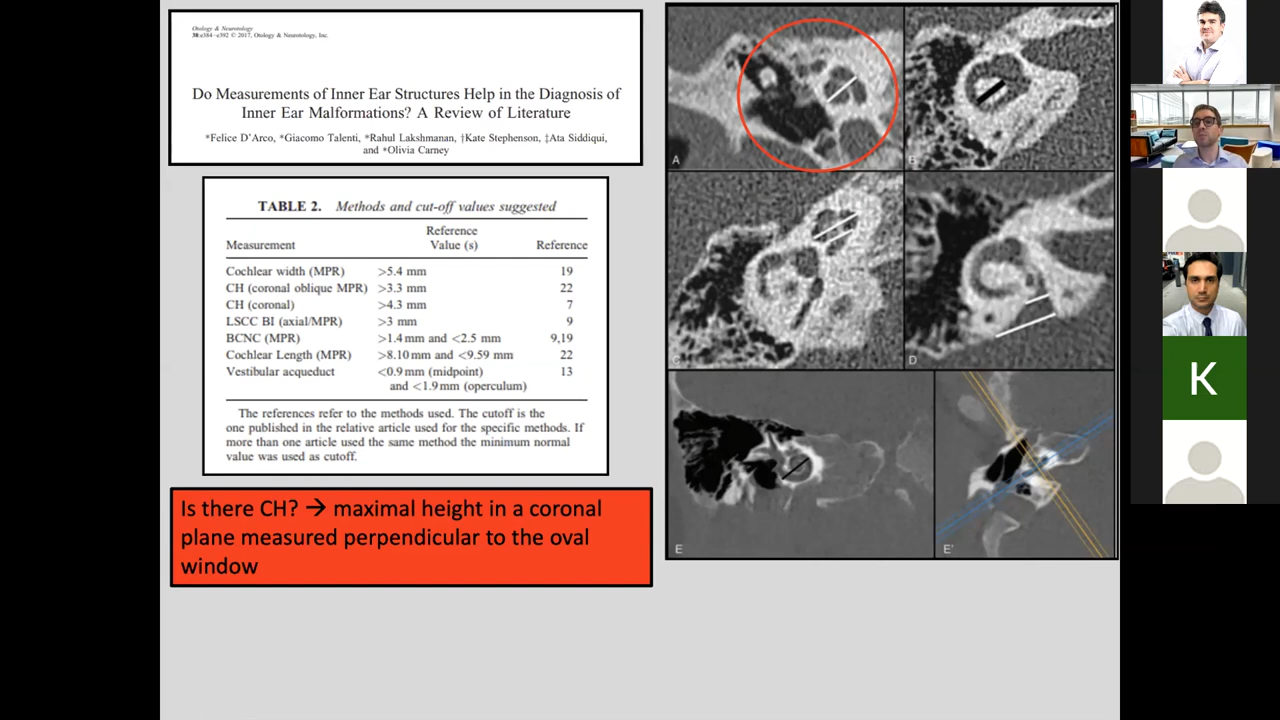 Otology & Neurotology
38:e384–e392 © 2017, Otology & Neurotology, Inc.
Do Measurements of Inner Ear Structures Help in the Diagnosis of
Inner Ear Malformations? A Review of Literature
*Felice D'Arco, *Giacomo Talenti, *Rahul Lakshmanan, †Kate Stephenson, ‡Ata Siddiqui,
and *Olivia Carney
TABLE 2. Methods and cut-off values suggested
Measurement Reference Value (s) Reference
Cochlear width (MPR) >5.4 mm 19
CH (coronal oblique MPR) >3.3 mm 22
CH (coronal) >4.3 mm 7
LSCC BI (axial/MPR) >3 mm 9
BCNC (MPR) >1.4 mm and <2.5 mm 9,19
Cochlear Length (MPR) >8.10 mm and <9.59 mm 22
Vestibular acqueduct <0.9 mm (midpoint) 13
and <1.9 mm (operculum)
The references refer to the methods used. The cutoff is the
one published in the relative article used for the specific methods. If
more than one article used the same method the minimum normal
value was used as cutoff.
Is there CH? → maximal height in a coronal
plane measured perpendicular to the oval
window
A
B
C
D
E
E'
K